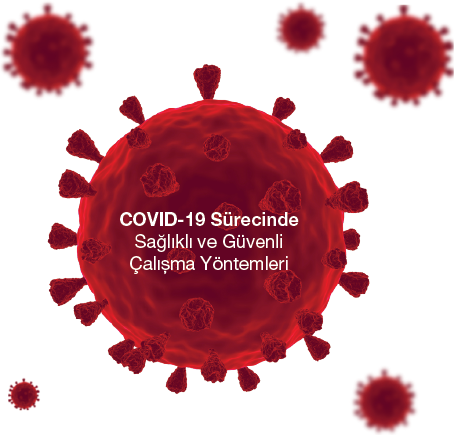 COVID-19 Sürecinde
Sağlıklı ve Güvenli
Çalışma Yöntemleri